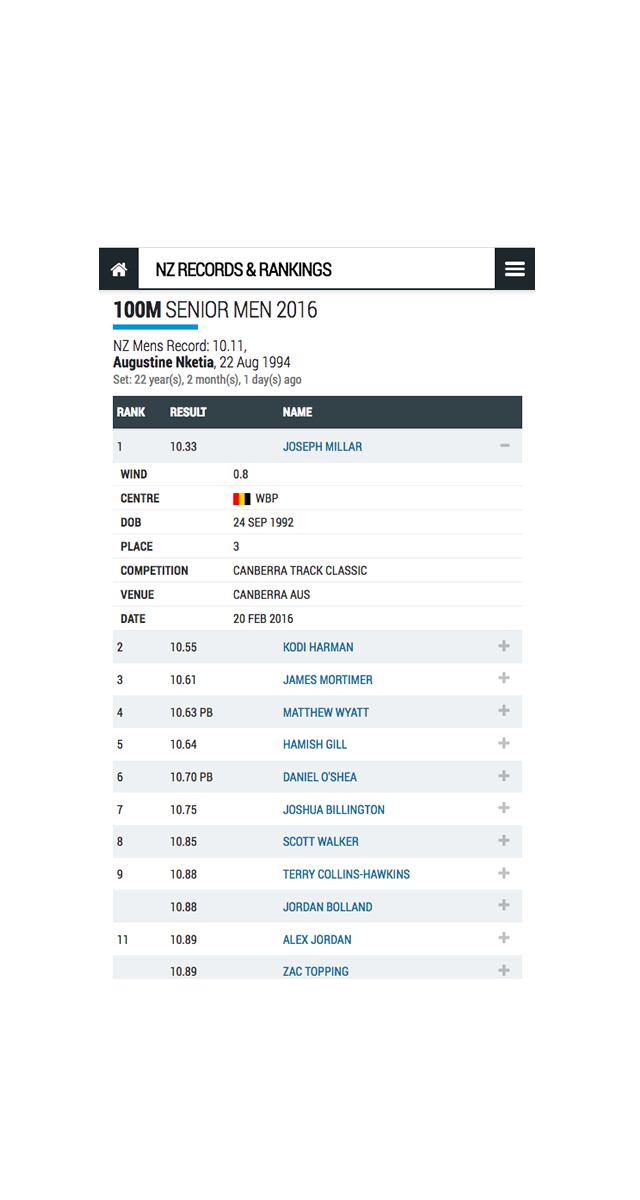 NZ RECORDS & RANKINGS
100M SENIOR MEN 2016
NZ Mens Record: 10.11,
Augustine Nketia, 22 Aug 1994
Set: 22 year(s), 2 month(s), 1 day(s) ago
RANK RESULT NAME
1 10.33 JOSEPH MILLAR
WIND 0.8
CENTRE WBP
DOB 24 SEP 1992
PLACE 3
COMPETITION CANBERRA TRACK CLASSIC
VENUE CANBERRA AUS
DATE 20 FEB 2016
2 10.55 KODI HARMAN
3 10.61 JAMES MORTIMER
4 10.63 PB MATTHEW WYATT
5 10.64 HAMISH GILL
6 10.70 PB DANIEL O'SHEA
7 10.75 JOSHUA BILLINGTON
8 10.85 SCOTT WALKER
9 10.88 TERRY COLLINS-HAWKINS
10.88 JORDAN BOLLAND
11 10.89 ALEX JORDAN
10.89 ZAC TOPPING